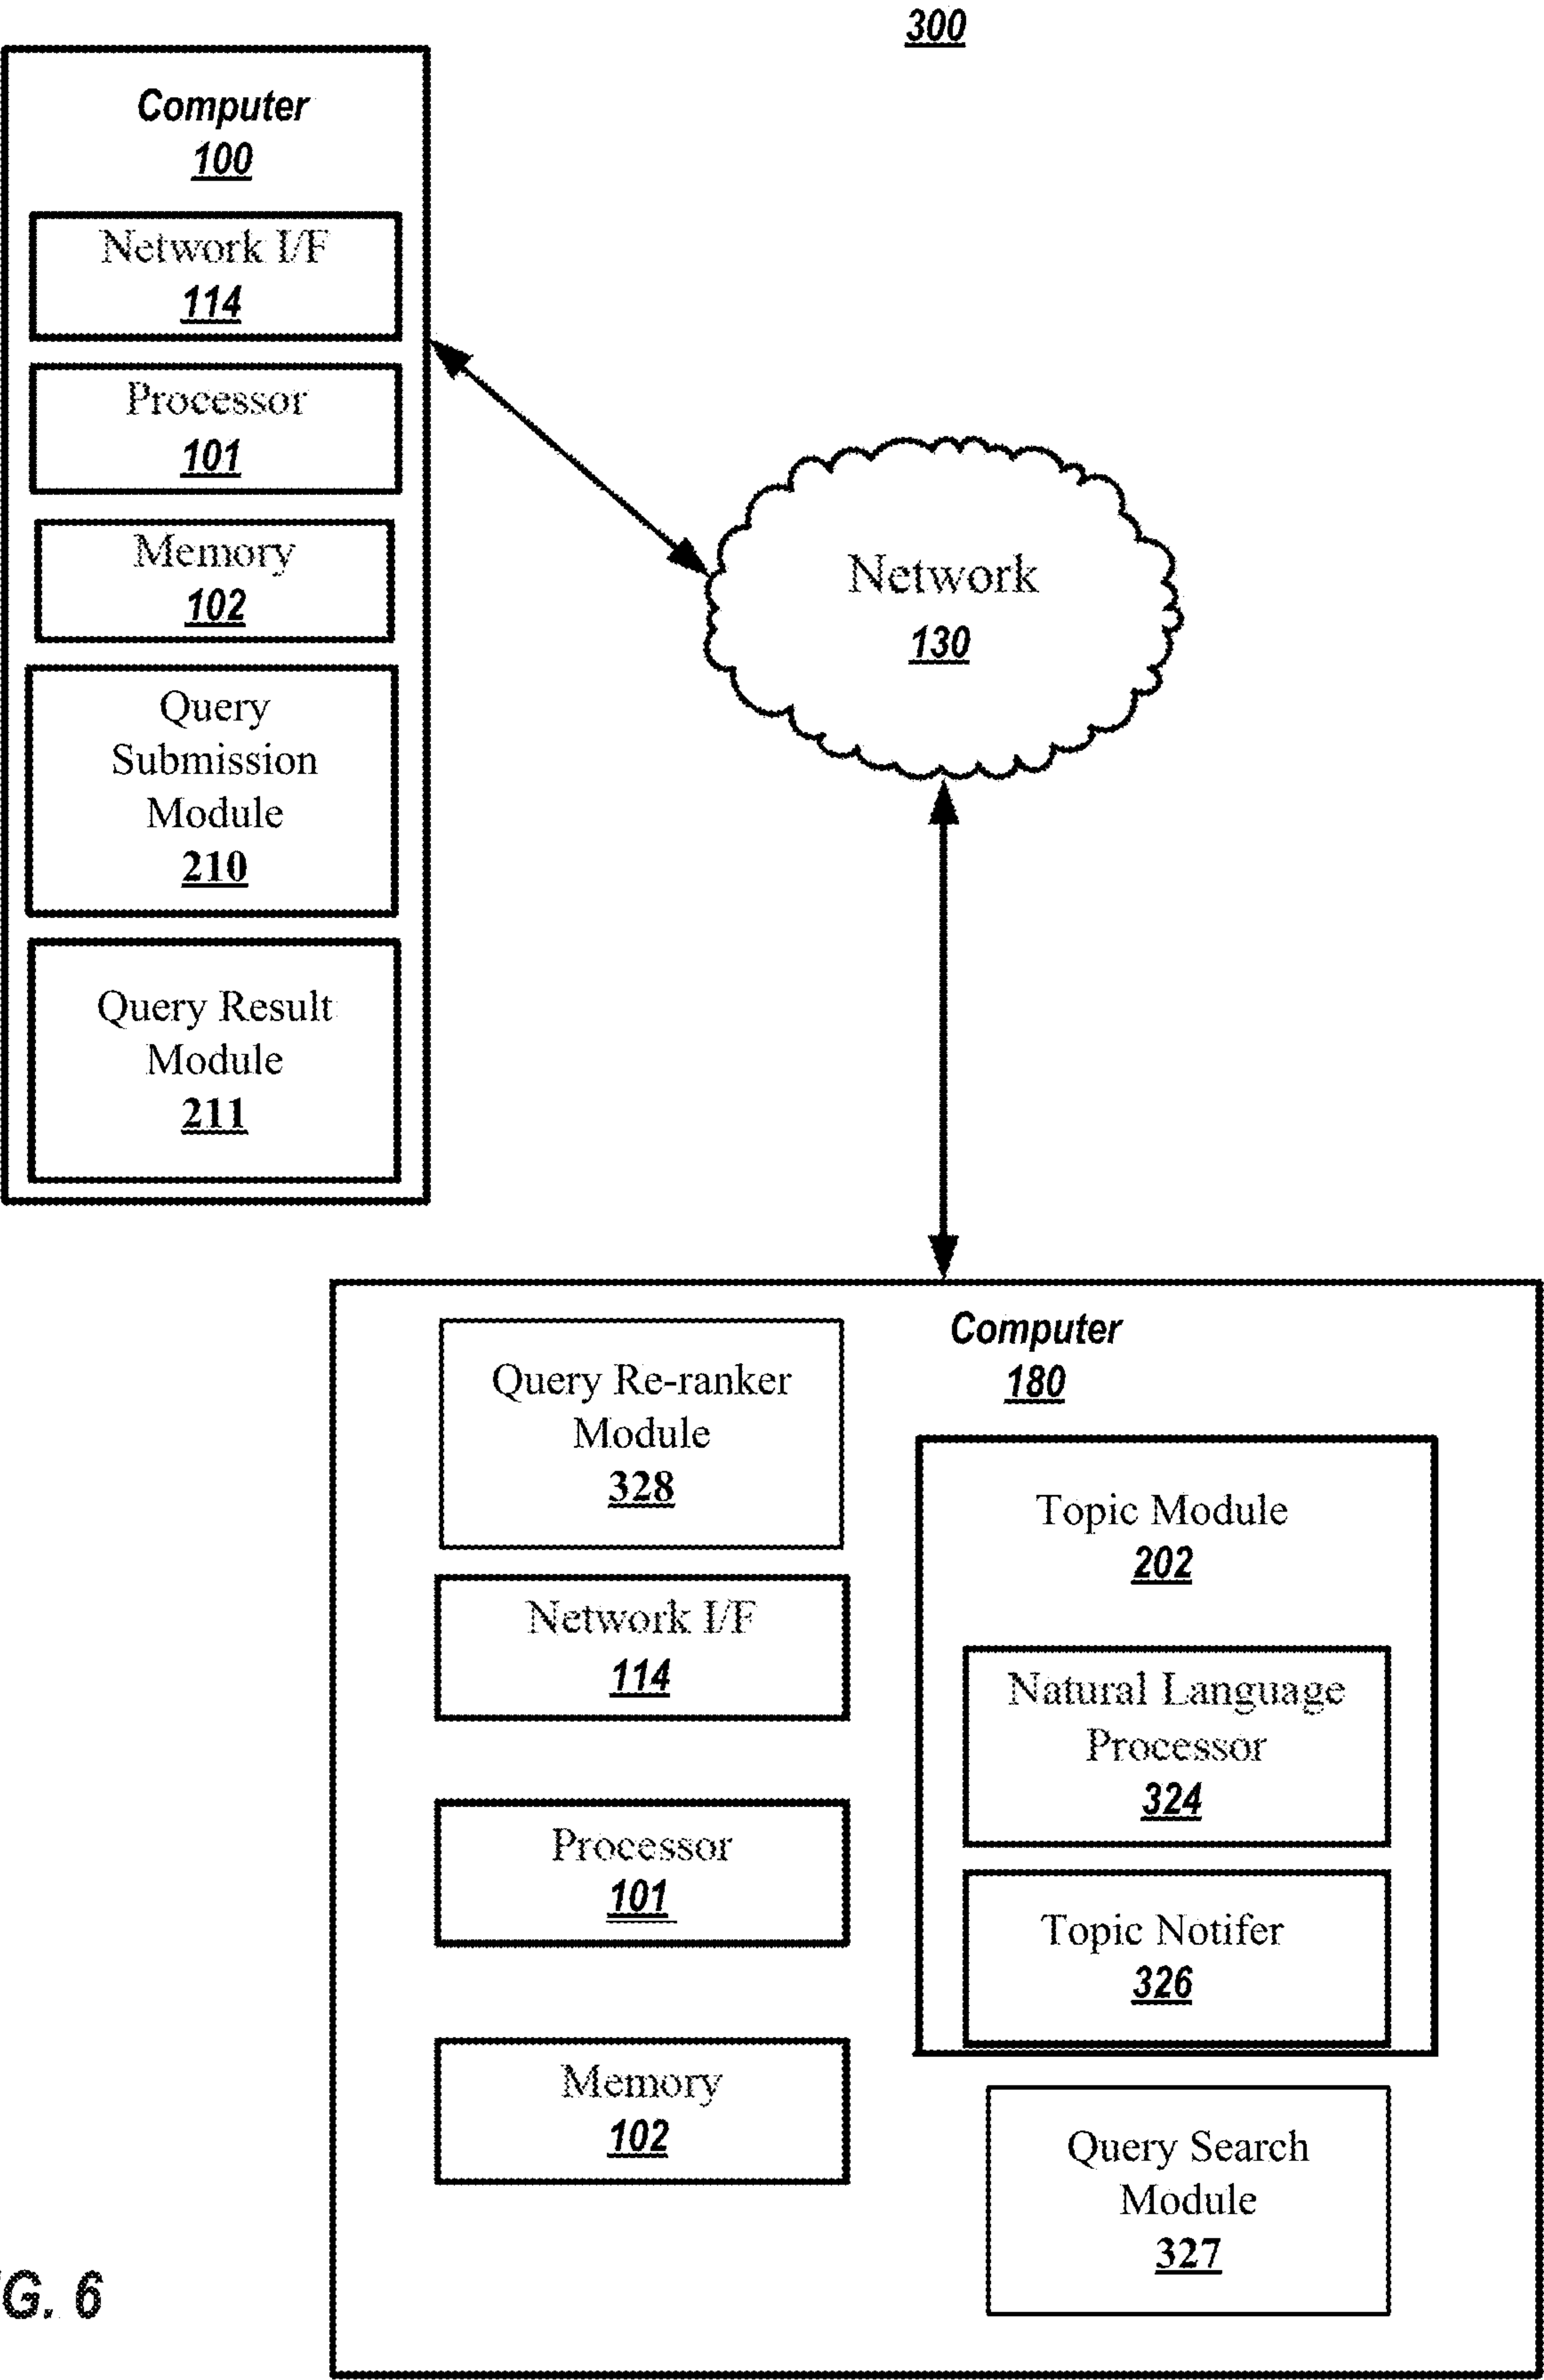 300
Computer
100
Network I/F
114
Processor
101
Memory
102
Query
Submission
Module
210
Query Result
Module
211
Network
130
Computer
180
Query Re-ranker
Module
328
Network I/F
114
Processor
101
Memory
102
Topic Module
202
Natural Language
Processor
324
Topic Notifer
326
Query Search
Module
327
G. 6